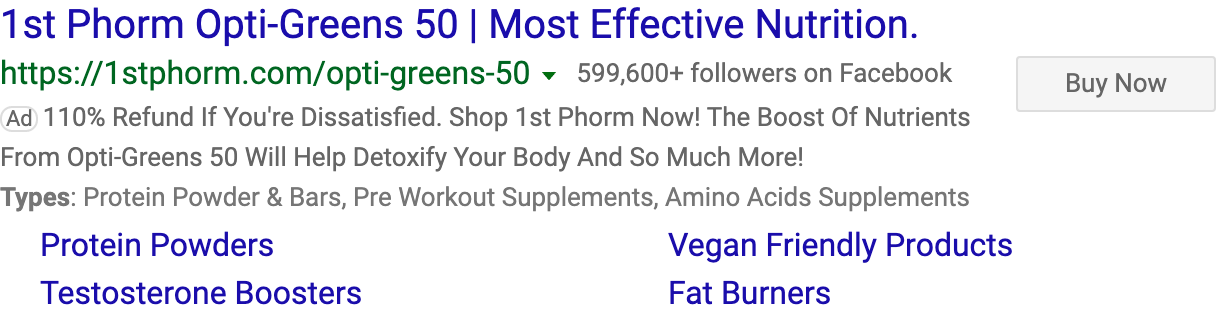 1st Phorm Opti-Greens 50 | Most Effective Nutrition.
https://1stphorm.com/opti-greens-50 599,600+ followers on Facebook
Buy Now
Ad 110% Refund If You're Dissatisfied. Shop 1st Phorm Now! The Boost Of Nutrients
From Opti-Greens 50 Will Help Detoxify Your Body And So Much More!
Types: Protein Powder & Bars, Pre Workout Supplements, Amino Acids Supplements
Protein Powders Vegan Friendly Products
Testosterone Boosters Fat Burners